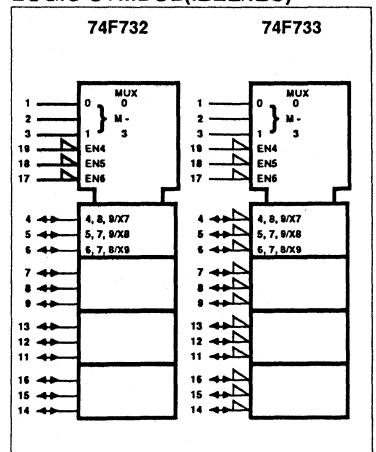 LOGIC SYMBOL(IEEE/IEC)
74F732 74F733
MUX MUX
1 0 0 1 0 0
2 } M - 2 } M -
3 1 3 3 1 3
19 EN4 19 EN4
18 EN5 18 EN5
17 EN6 17 EN6
4 4, 8, 9/X7 4 4, 8, 9/X7
5 5, 7, 9/X8 5 5, 7, 9/X8
6 6, 7, 8/X9 6 6, 7, 8/X9
7 7
8 8
9 9
13 13
12 12
11 11
16 16
15 15
14 14